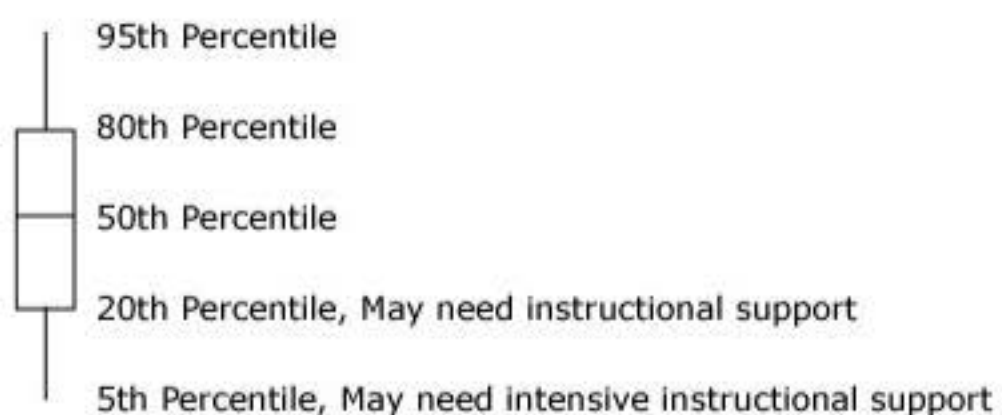 95th Percentile
80th Percentile
50th Percentile
20th Percentile, May need instructional support
5th Percentile, May need intensive instructional support